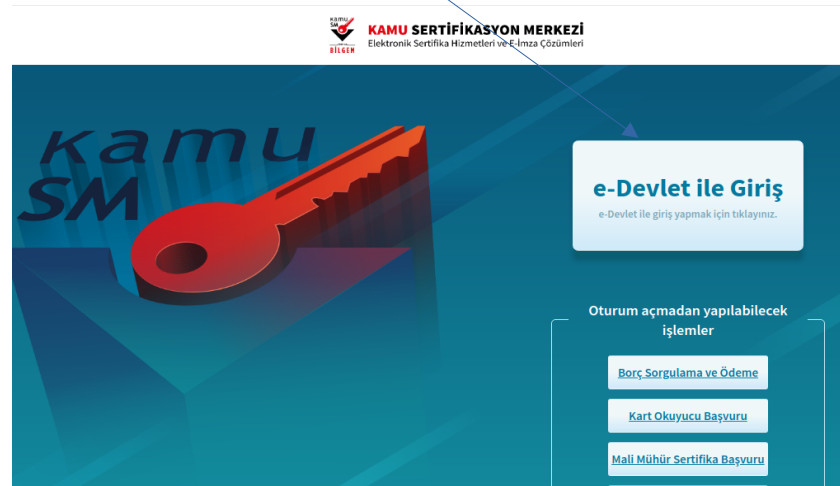 KAMU
SM
BİLGEM
KAMU SERTİFİKASYON MERKEZİ
Elektronik Sertifika Hizmetleri ve E-İmza Çözümleri
Kamu
SM
e-Devlet ile Giriş
e-Devlet ile giriş yapmak için tıklayınız.
Oturum açmadan yapılabilecek
işlemler
Borç Sorgulama ve Ödeme
Kart Okuyucu Başvuru
Mali Mühür Sertifika Başvuru